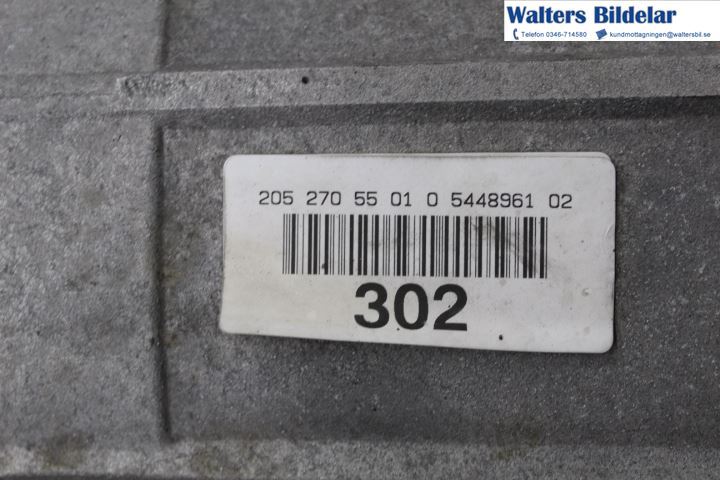 Walters Bildelar
Telefon 0346-714580 kundmottagningen@waltersbil.se
205 270 55 01 0 5448961 02
302